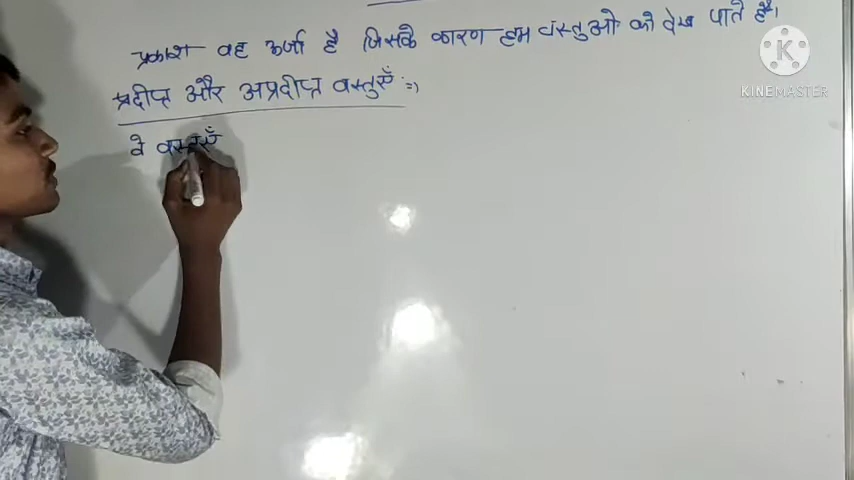 प्रकाश वह ऊर्जा है जिसके कारण हम वस्तुओ को देख पाते हैं।
प्रदीप्त और अप्रदीप्त वस्तुएँ :-)
वे वस्तुएँ
KINEMASTER